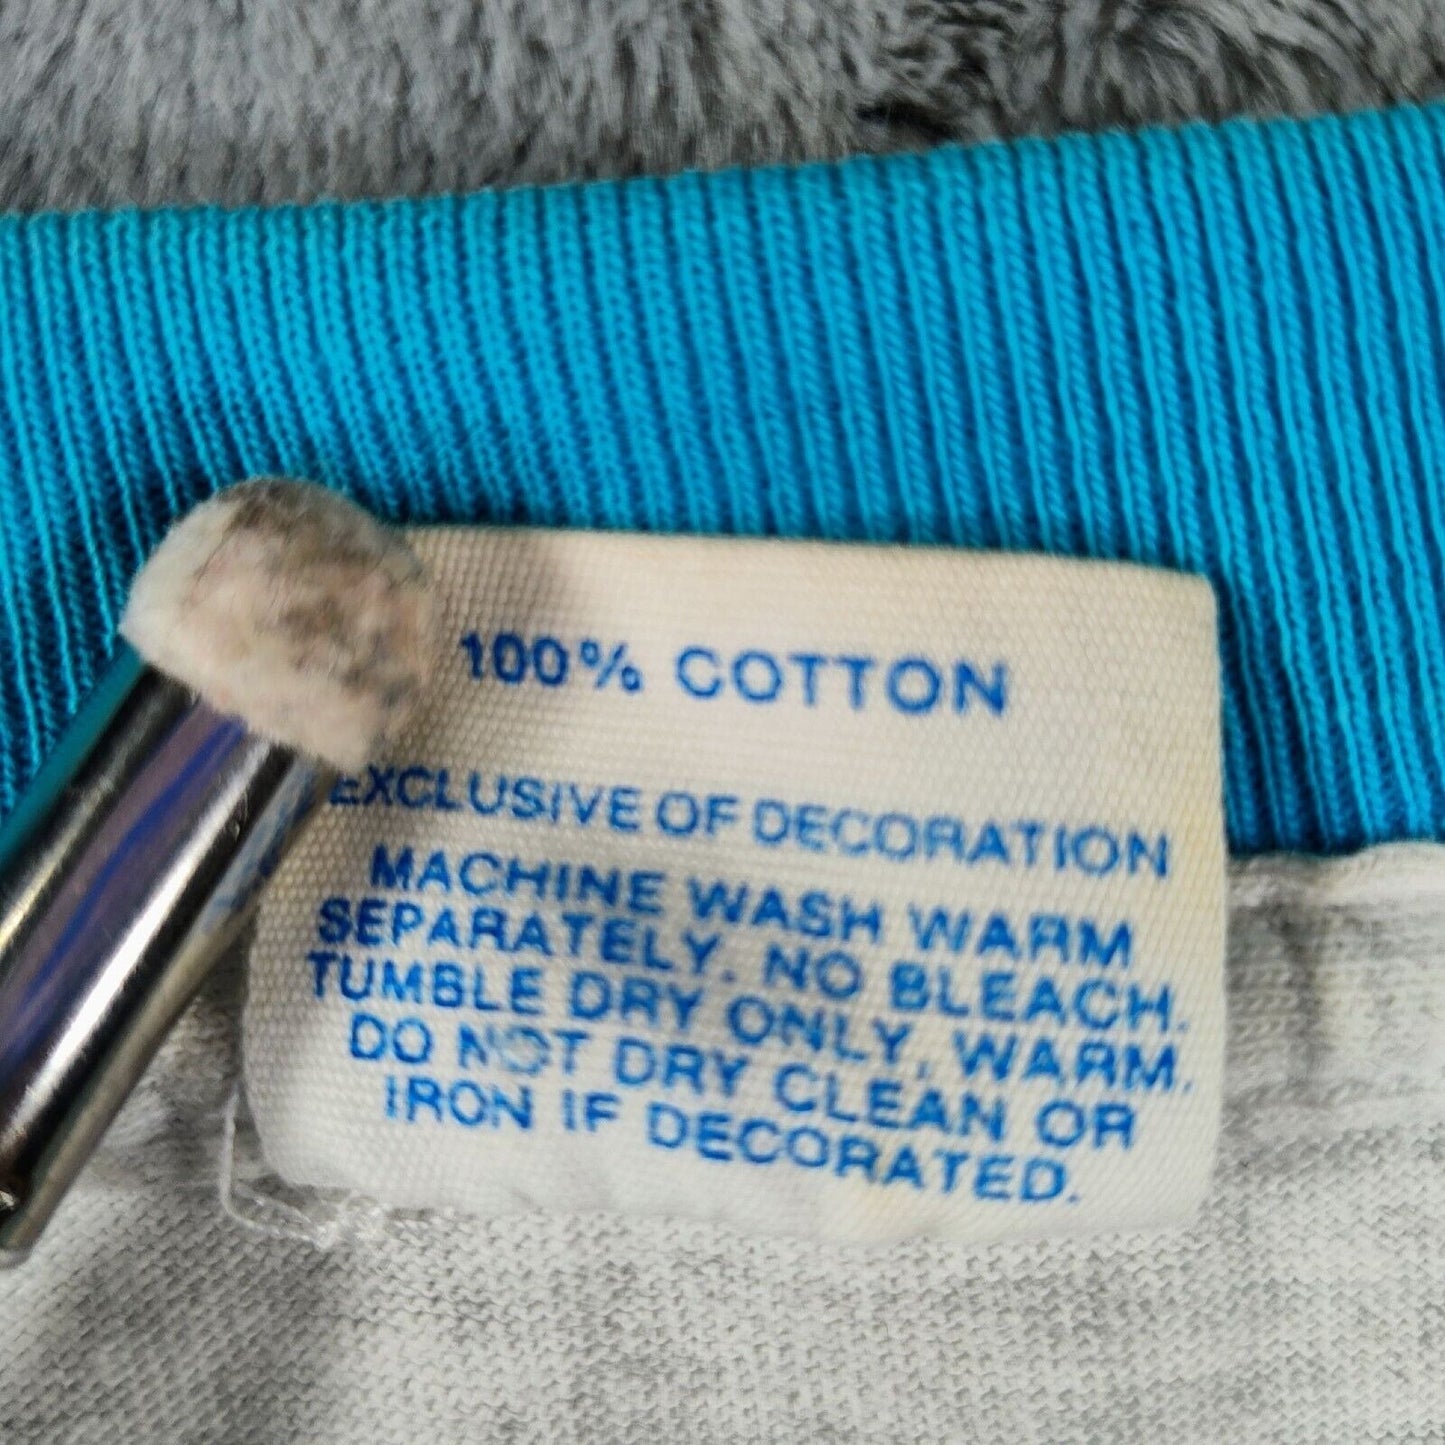 100% COTTON
EXCLUSIVE OF DECORATION
MACHINE WASH WARM
SEPARATELY. NO BLEACH.
TUMBLE DRY ONLY, WARM.
DO NOT DRY CLEAN OR
IRON IF DECORATED.